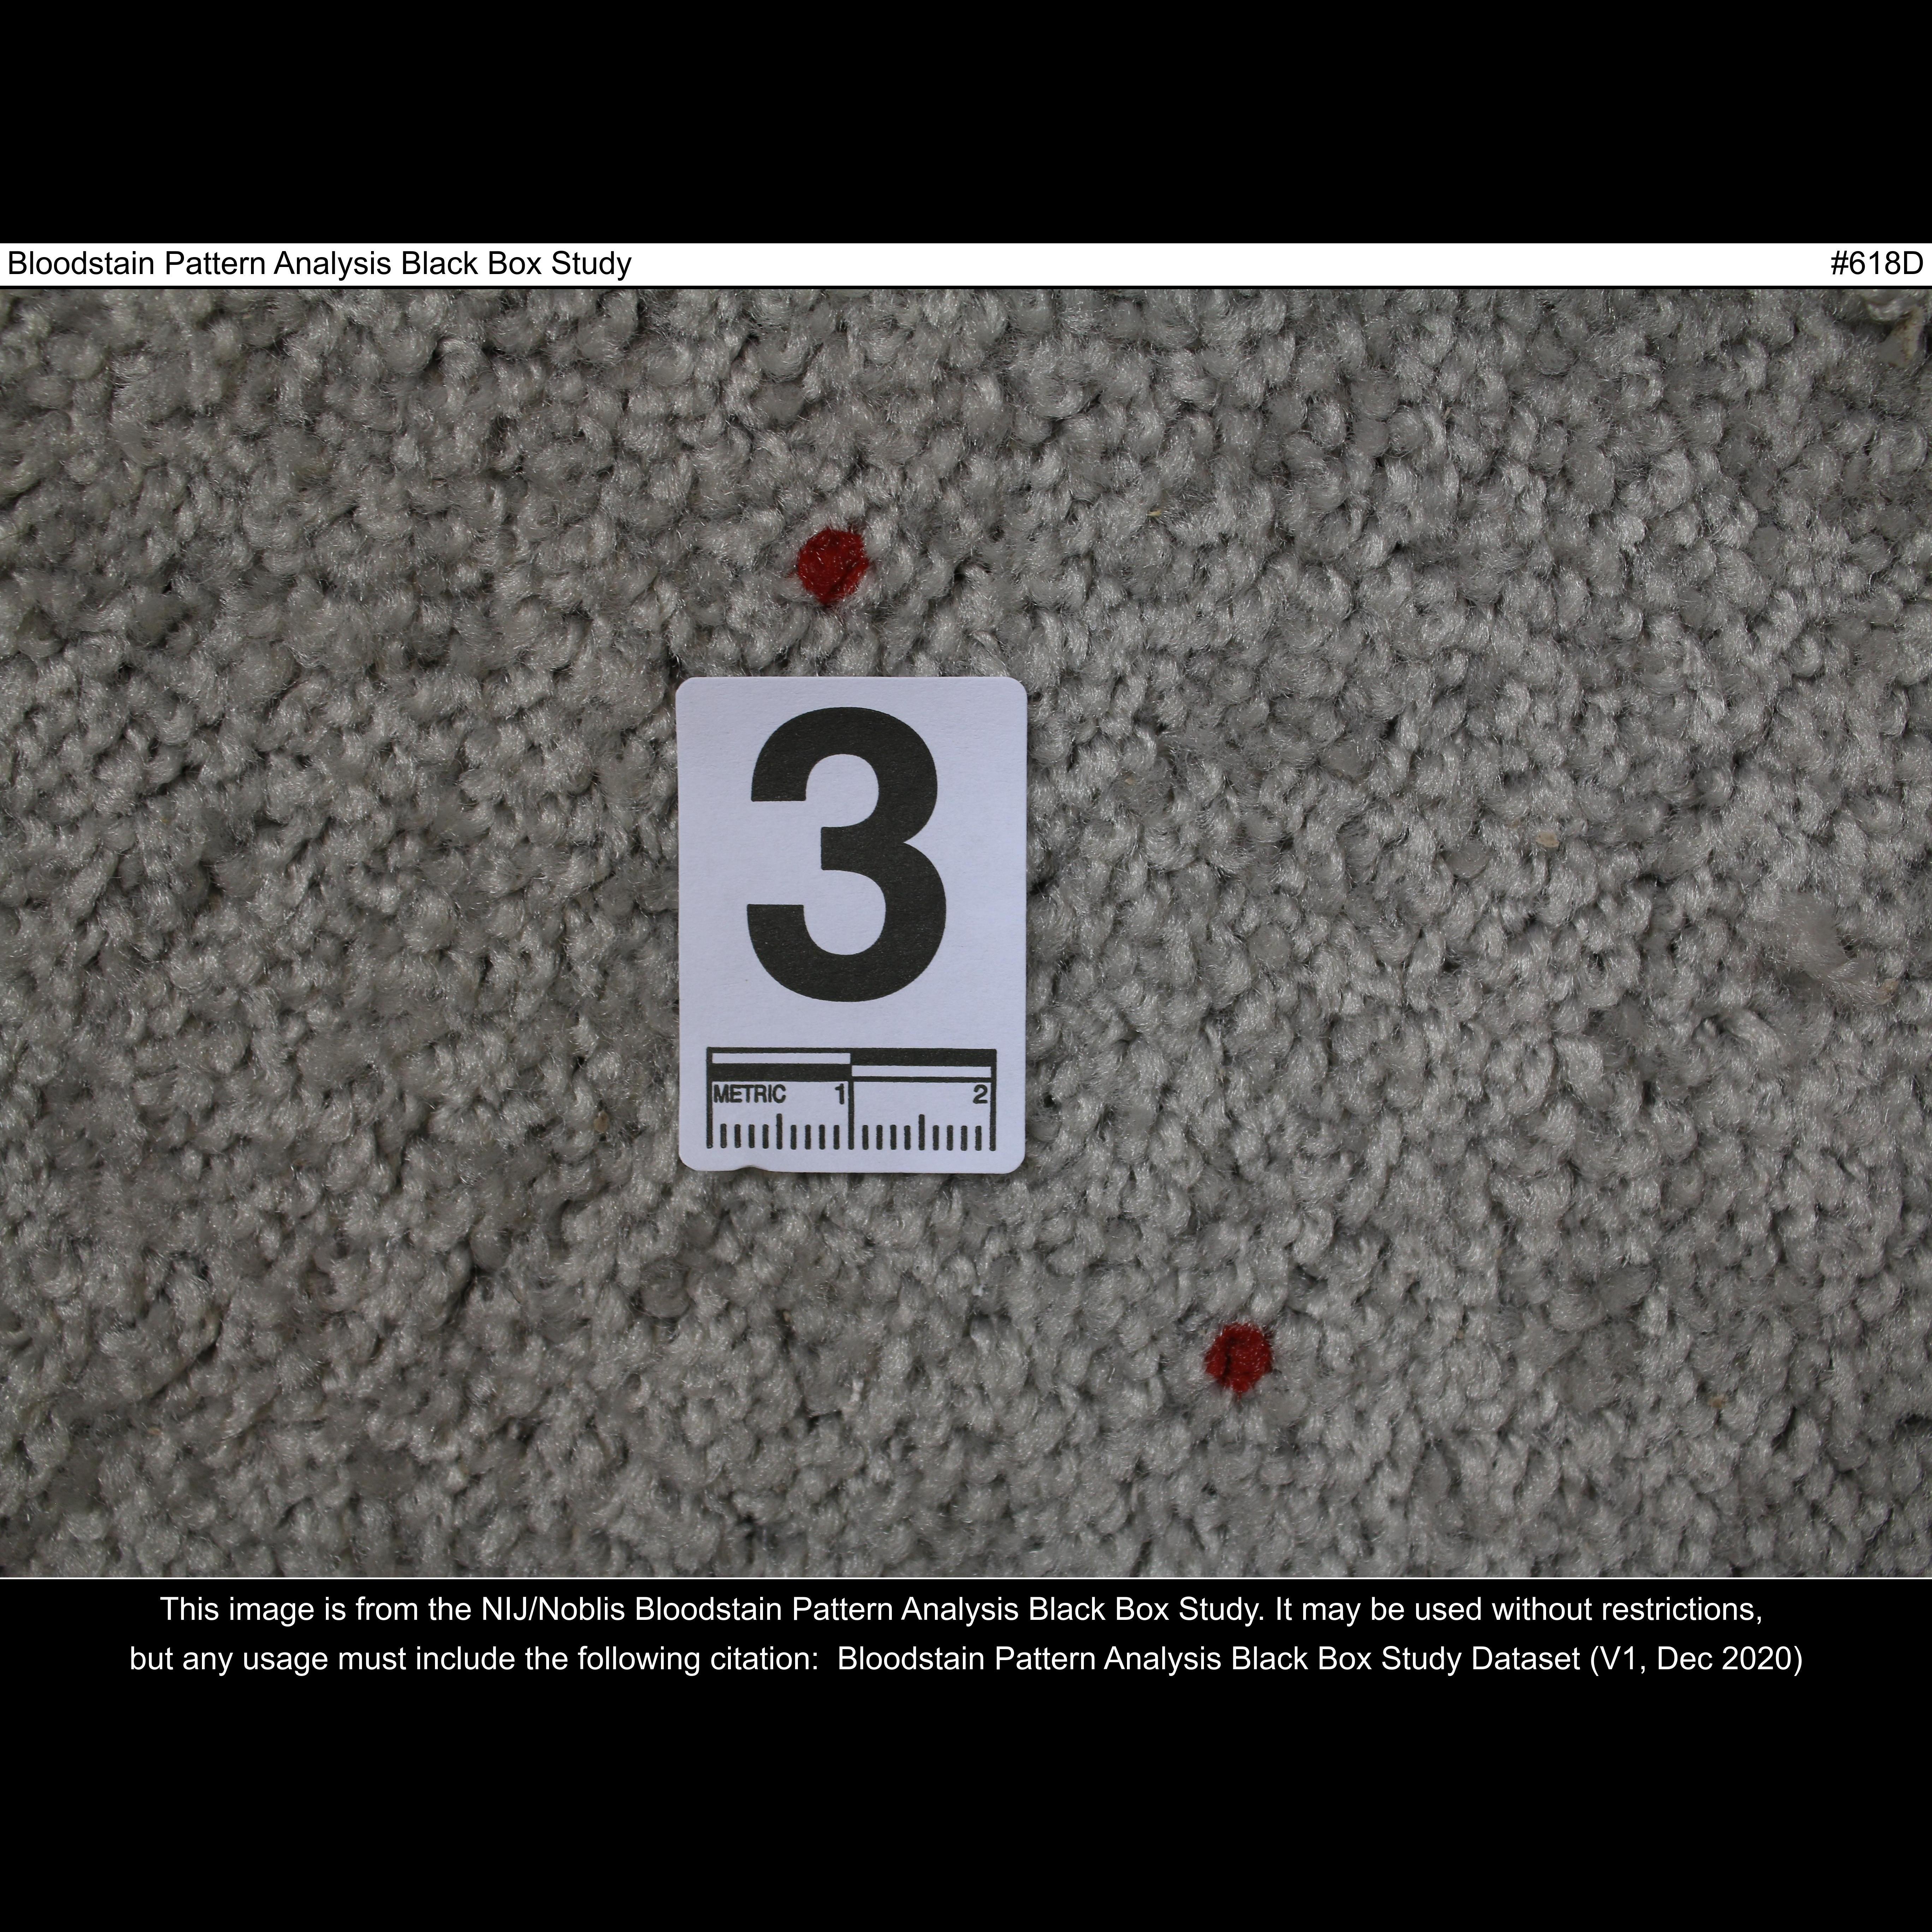 Bloodstain Pattern Analysis Black Box Study #618D
3
METRIC 1 2
This image is from the NIJ/Noblis Bloodstain Pattern Analysis Black Box Study. It may be used without restrictions,
but any usage must include the following citation: Bloodstain Pattern Analysis Black Box Study Dataset (V1, Dec 2020)